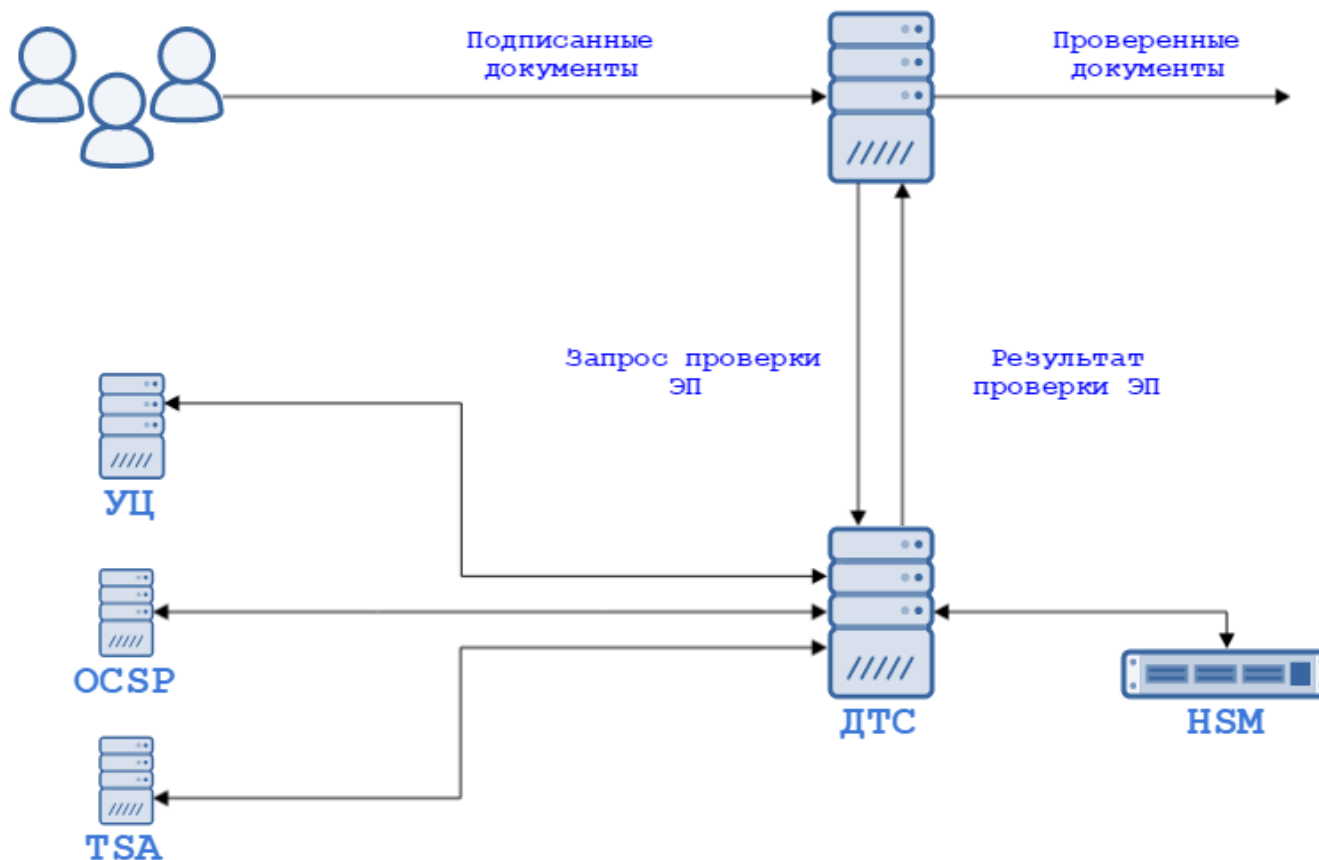 Подписанные
документы
Проверенные
документы
Запрос проверки
ЭП
Результат
проверки ЭП
УЦ
OCSP
ДТС
HSM
TSA